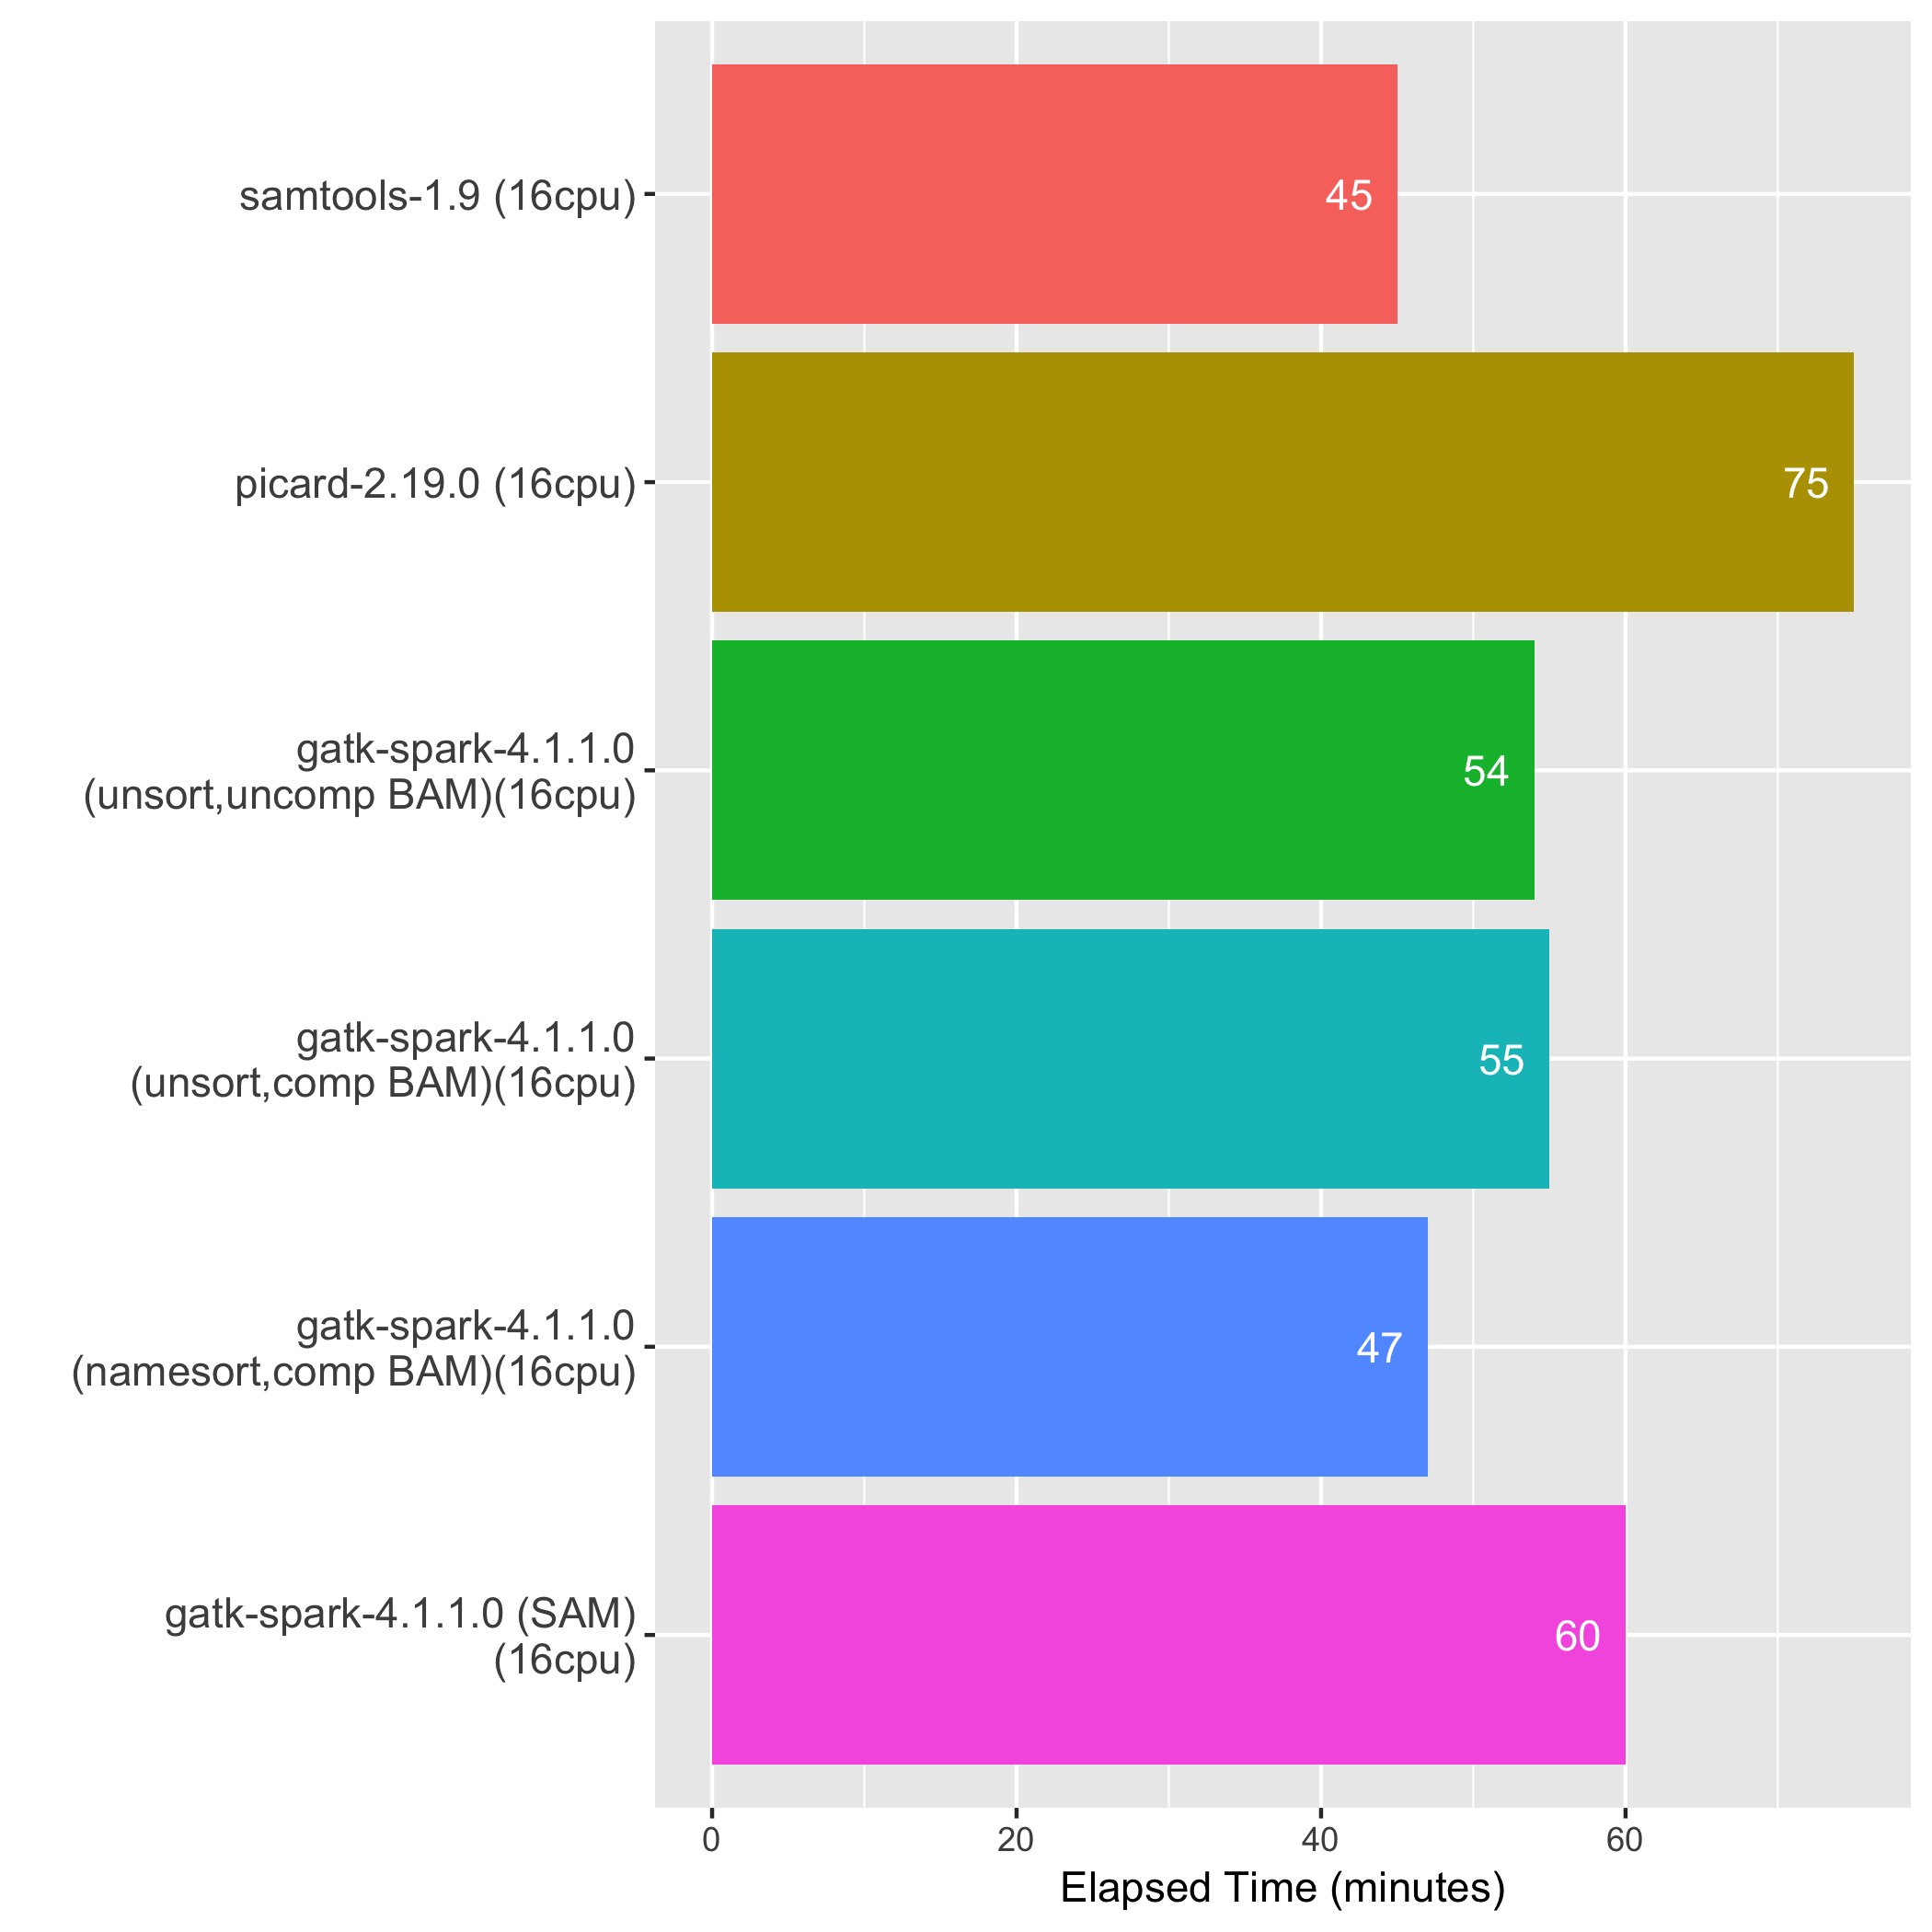 samtools-1.9 (16cpu)
45
picard-2.19.0 (16cpu)
75
gatk-spark-4.1.1.0
(unsort,uncomp BAM)(16cpu)
54
gatk-spark-4.1.1.0
(unsort,comp BAM)(16cpu)
55
gatk-spark-4.1.1.0
(namesort,comp BAM)(16cpu)
47
gatk-spark-4.1.1.0 (SAM)
(16cpu)
60
0 20 40 60
Elapsed Time (minutes)